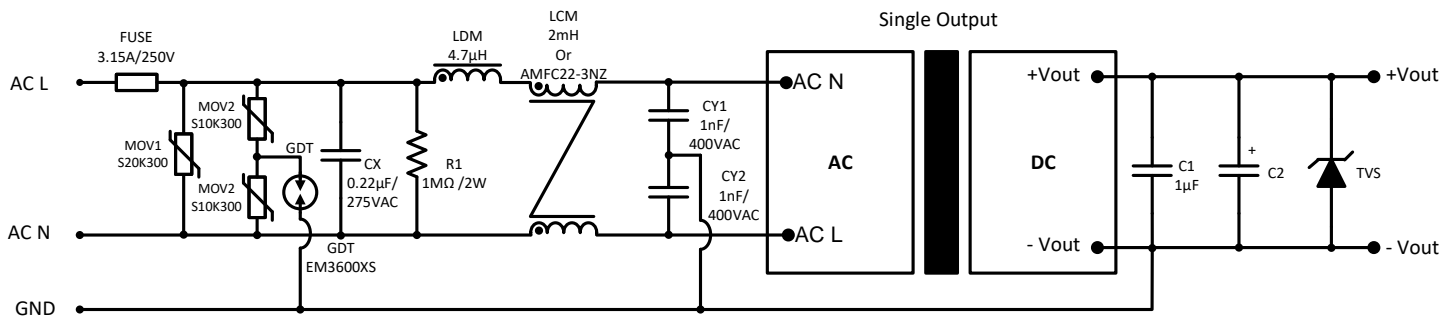 Single Output
FUSE
3.15A/250V
LDM
4.7µH
LCM
2mH
Or
AMFC22-3NZ
AC L
MOV2
S10K300
MOV1
S20K300
GDT
MOV2
S10K300
CX
0.22µF/
275VAC
R1
1MΩ /2W
CY1
1nF/
400VAC
CY2
1nF/
400VAC
AC N
AC
AC L
+Vout
DC
- Vout
C1
1µF
+
C2
TVS
+Vout
- Vout
AC N
GDT
EM3600XS
GND